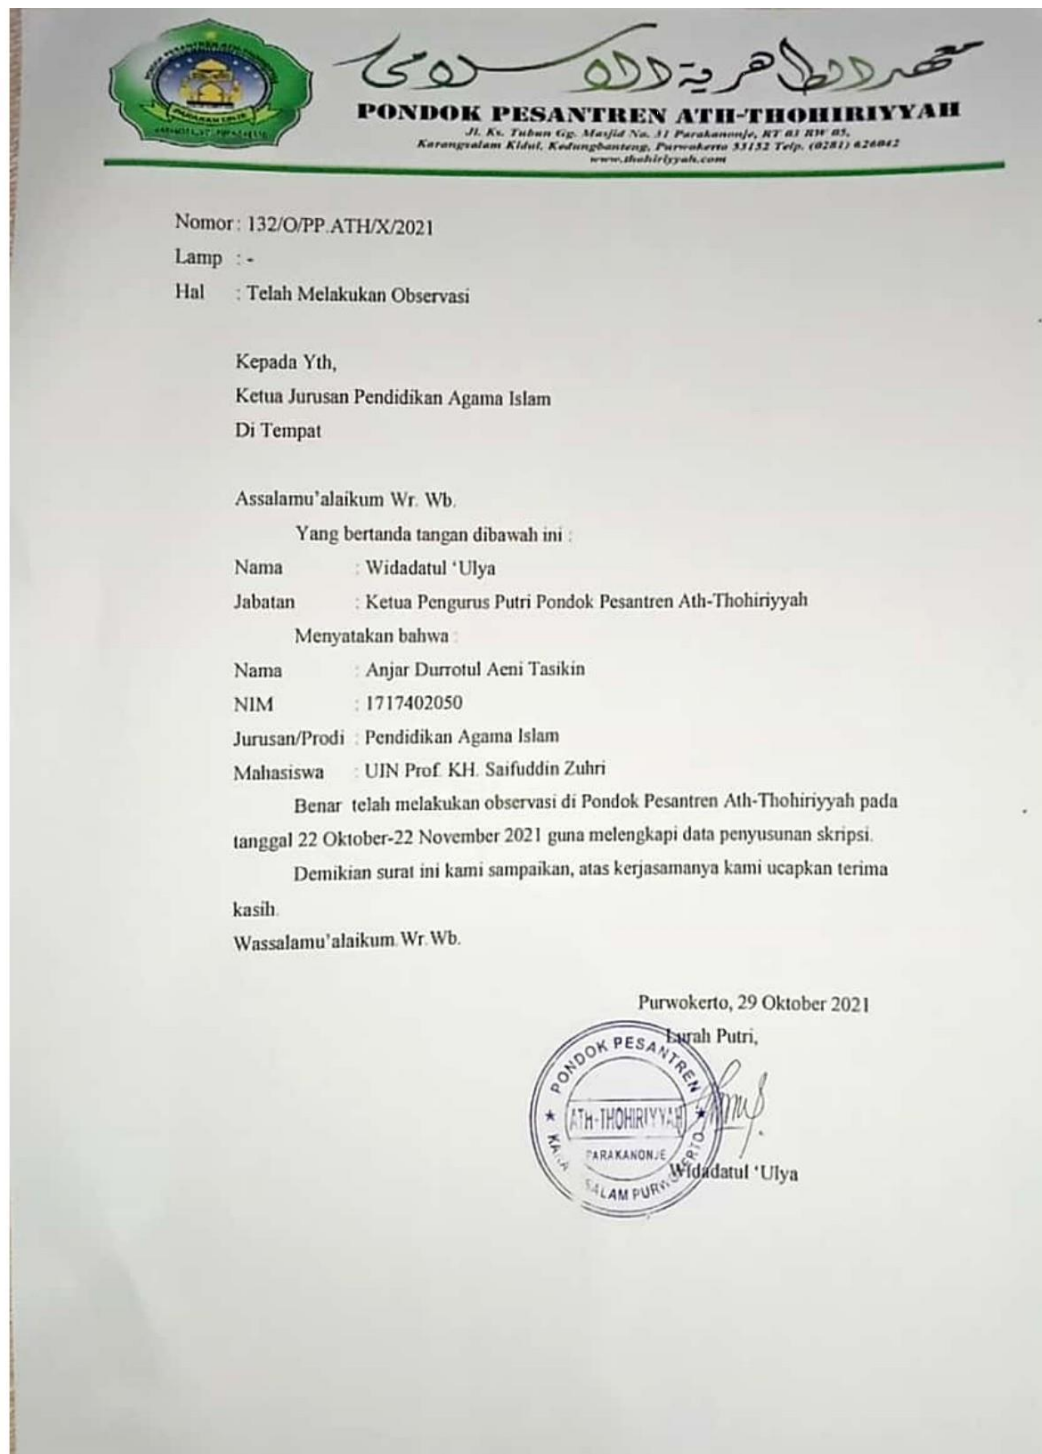 معهد الطاهرية الاسلامى
PONDOK PESANTREN ATH-THOHIRIYYAH
Jl. Ks. Tubun Gg. Masjid No. 31 Parakanonje, RT 03 RW 05,
Karangsalam Kidul, Kedungbanteng, Purwokerto 53152 Telp. (0281) 626042
www.thohiriyyah.com
Nomor : 132/O/PP.ATH/X/2021
Lamp : -
Hal : Telah Melakukan Observasi
Kepada Yth,
Ketua Jurusan Pendidikan Agama Islam
Di Tempat
Assalamu'alaikum Wr. Wb.
Yang bertanda tangan dibawah ini :
Nama : Widadatul ‘Ulya
Jabatan : Ketua Pengurus Putri Pondok Pesantren Ath-Thohiriyyah
Menyatakan bahwa :
Nama : Anjar Durrotul Aeni Tasikin
NIM : 1717402050
Jurusan/Prodi : Pendidikan Agama Islam
Mahasiswa : UIN Prof. KH. Saifuddin Zuhri
Benar telah melakukan observasi di Pondok Pesantren Ath-Thohiriyyah pada
tanggal 22 Oktober-22 November 2021 guna melengkapi data penyusunan skripsi.
Demikian surat ini kami sampaikan, atas kerjasamanya kami ucapkan terima
kasih.
Wassalamu'alaikum.Wr.Wb.
Purwokerto, 29 Oktober 2021
Lurah Putri,
PONDOK PESANTREN
ATH-THOHIRIYYAH
PARAKANONJE
SALAM PURWOKERTO
Widadatul ‘Ulya